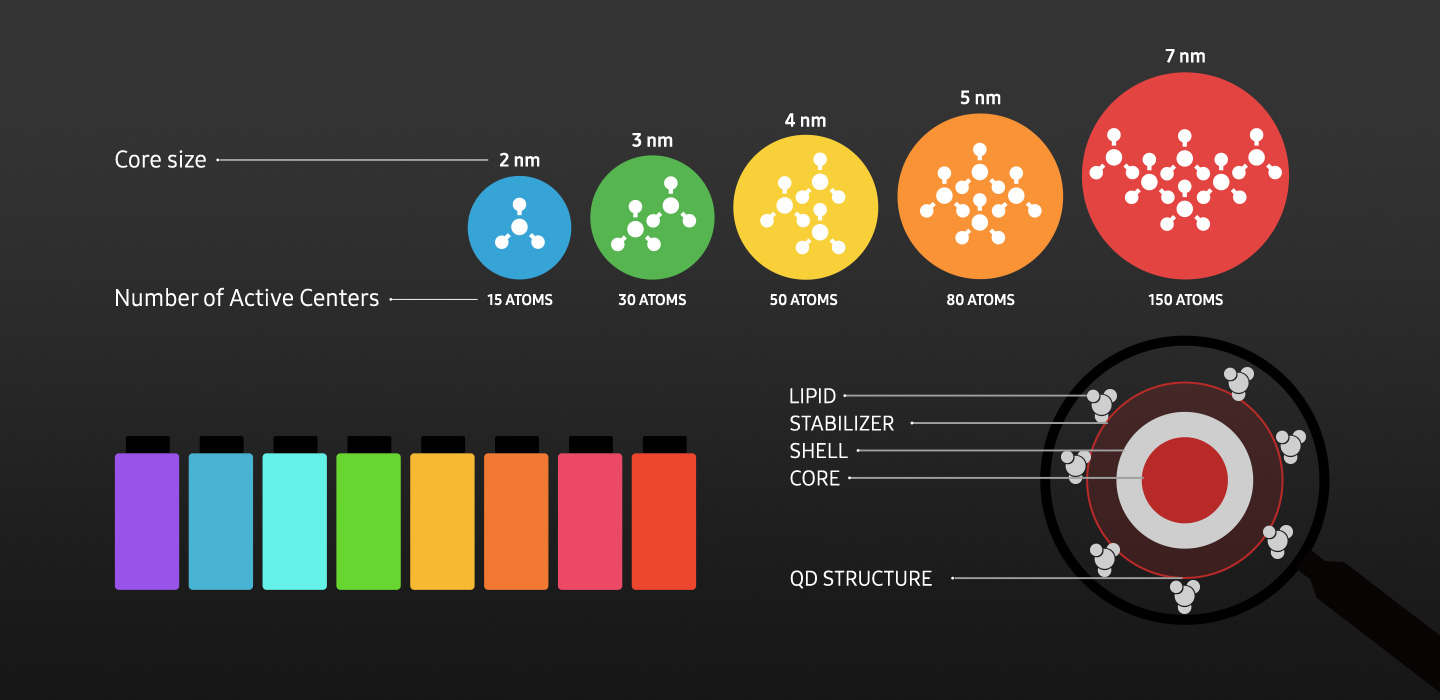 7 nm
5 nm
4 nm
3 nm
Core size
2 nm
Number of Active Centers
15 ATOMS
30 ATOMS
50 ATOMS
80 ATOMS
150 ATOMS
LIPID
STABILIZER
SHELL
CORE
QD STRUCTURE